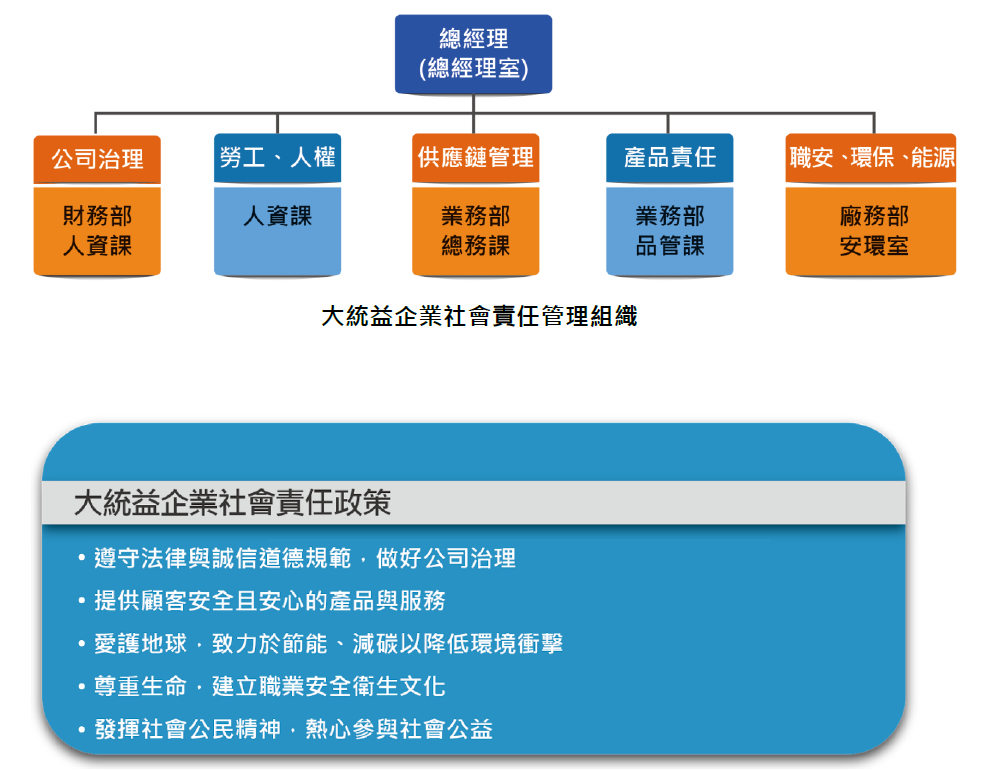 總經理
(總經理室)
公司治理
勞工、人權
供應鏈管理
產品責任
職安、環保、能源
財務部
人資課
人資課
業務部
總務課
業務部
品管課
廠務部
安環室
大統益企業社會責任管理組織
大統益企業社會責任政策
•遵守法律與誠信道德規範，做好公司治理
•提供顧客安全且安心的產品與服務
•愛護地球，致力於節能、減碳以降低環境衝擊
•尊重生命，建立職業安全衛生文化
•發揮社會公民精神，熱心參與社會公益